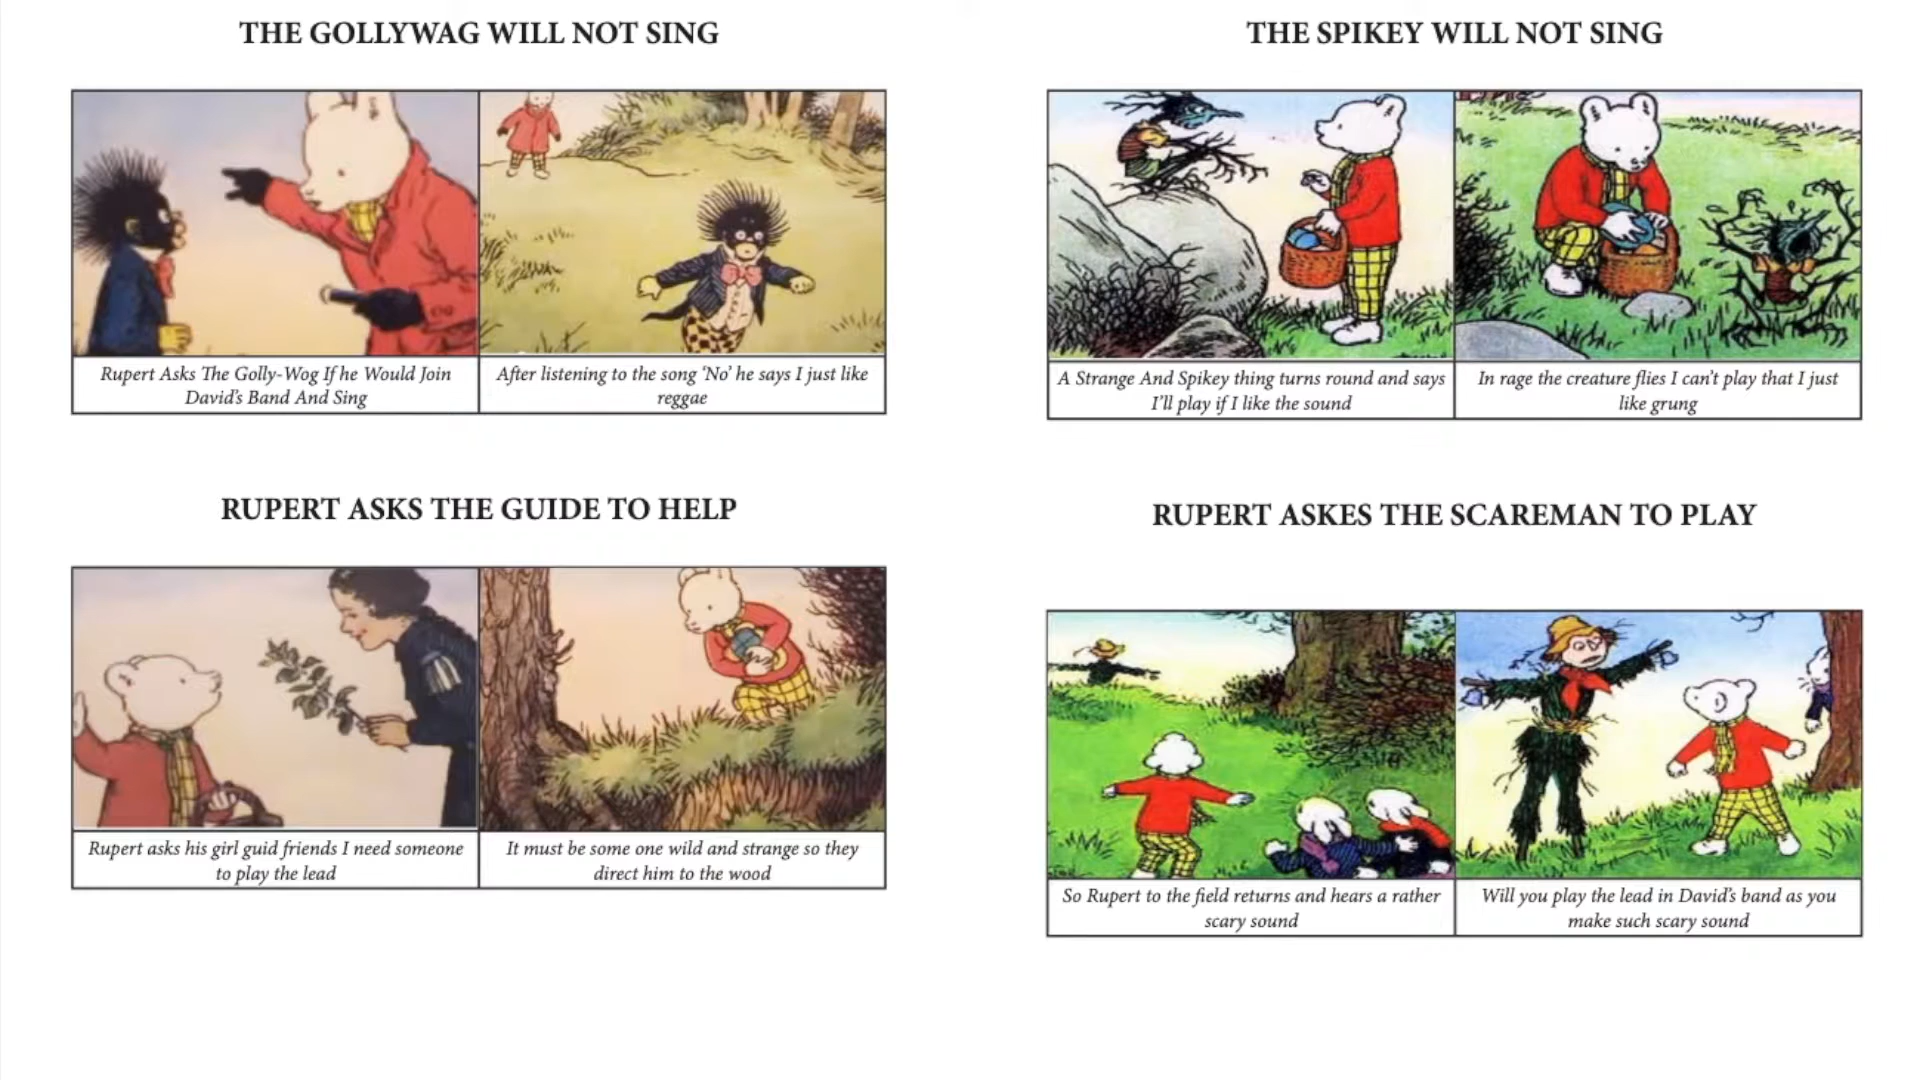 THE GOLLYWAG WILL NOT SING
Rupert Asks The Golly-Wog If he Would Join
David's Band And Sing
After listening to the song 'No' he says I just like
reggae
RUPERT ASKS THE GUIDE TO HELP
Rupert asks his girl guid friends I need someone
to play the lead
It must be some one wild and strange so they
direct him to the wood
THE SPIKEY WILL NOT SING
A Strange And Spikey thing turns round and says
I'll play if I like the sound
In rage the creature flies I can't play that I just
like grung
RUPERT ASKES THE SCAREMAN TO PLAY
So Rupert to the field returns and hears a rather
scary sound
Will you play the lead in David's band as you
make such scary sound